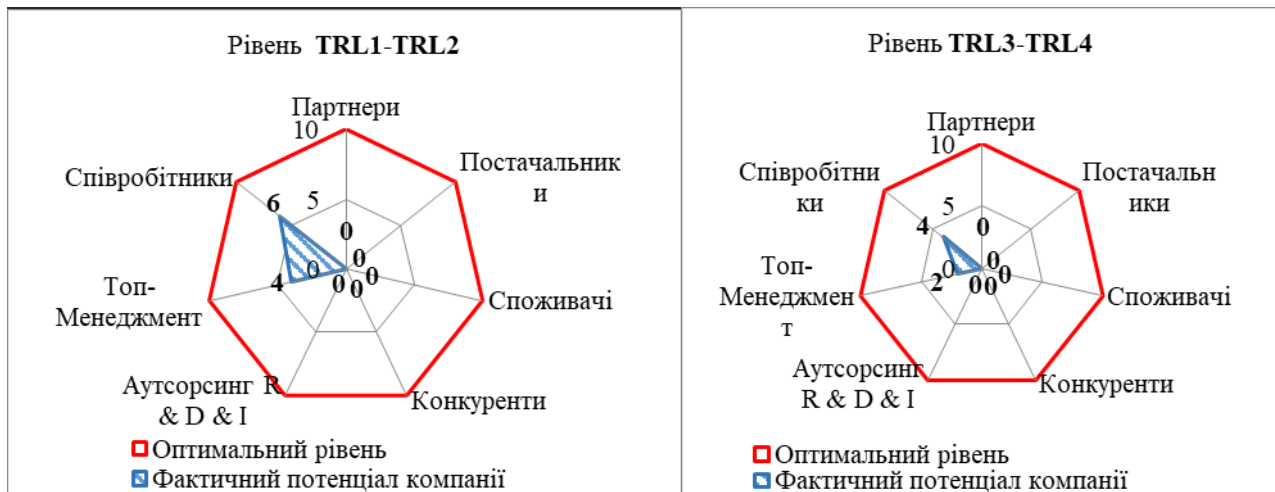 Рівень TRL1-TRL2
Партнери
10
Співробітники
Постачальник
и
6
5
0
0
0
0
4
0
0
Топ-
Менеджмент
Споживачі
Аутсорсинг R
& D & I
Конкуренти
Оптимальний рівень
Фактичний потенціал компанії
Рівень TRL3-TRL4
Партнери
10
Співробітни
ки
Постачальн
ики
4
5
0
0
0
0
2
0
0
Топ-
Менеджмен
т
Споживачі
Аутсорсинг
R & D & I
Конкуренти
Оптимальний рівень
Фактичний потенціал компанії